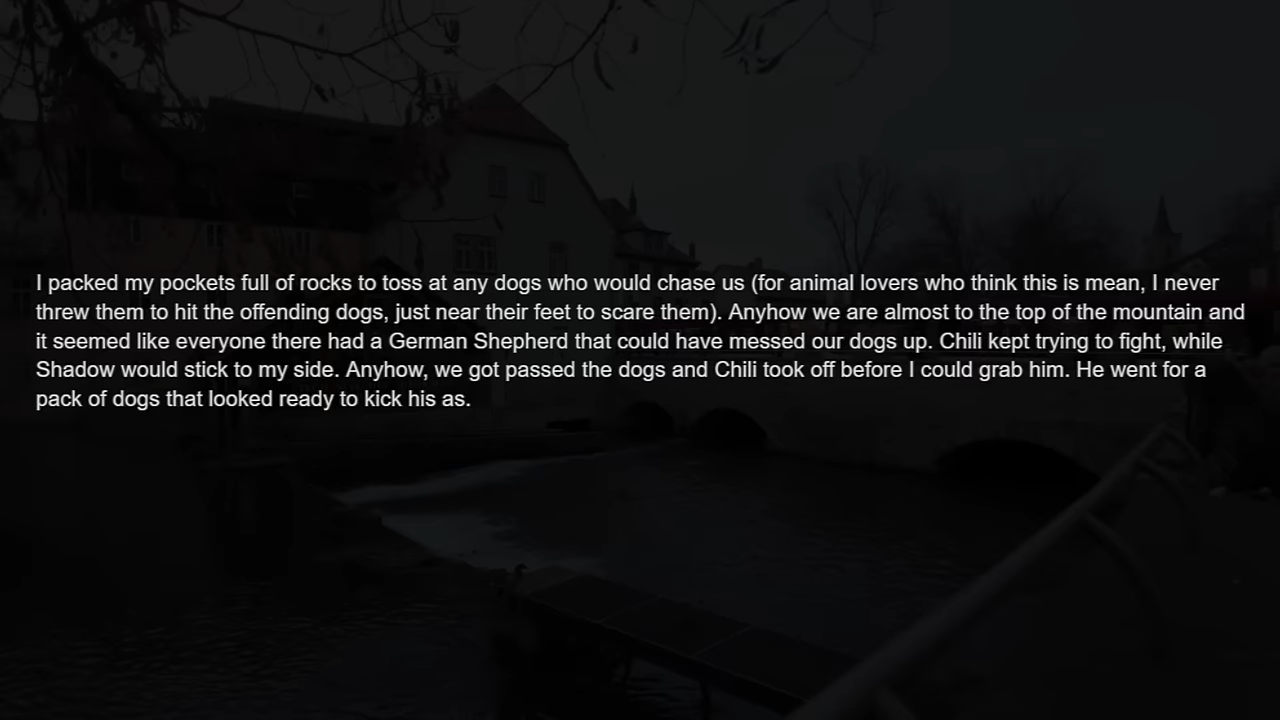 I packed my pockets full of rocks to toss at any dogs who would chase us (for animal lovers who think this is mean, I never
threw them to hit the offending dogs, just near their feet to scare them). Anyhow we are almost to the top of the mountain and
it seemed like everyone there had a German Shepherd that could have messed our dogs up. Chili kept trying to fight, while
Shadow would stick to my side. Anyhow, we got passed the dogs and Chili took off before I could grab him. He went for a
pack of dogs that looked ready to kick his as.